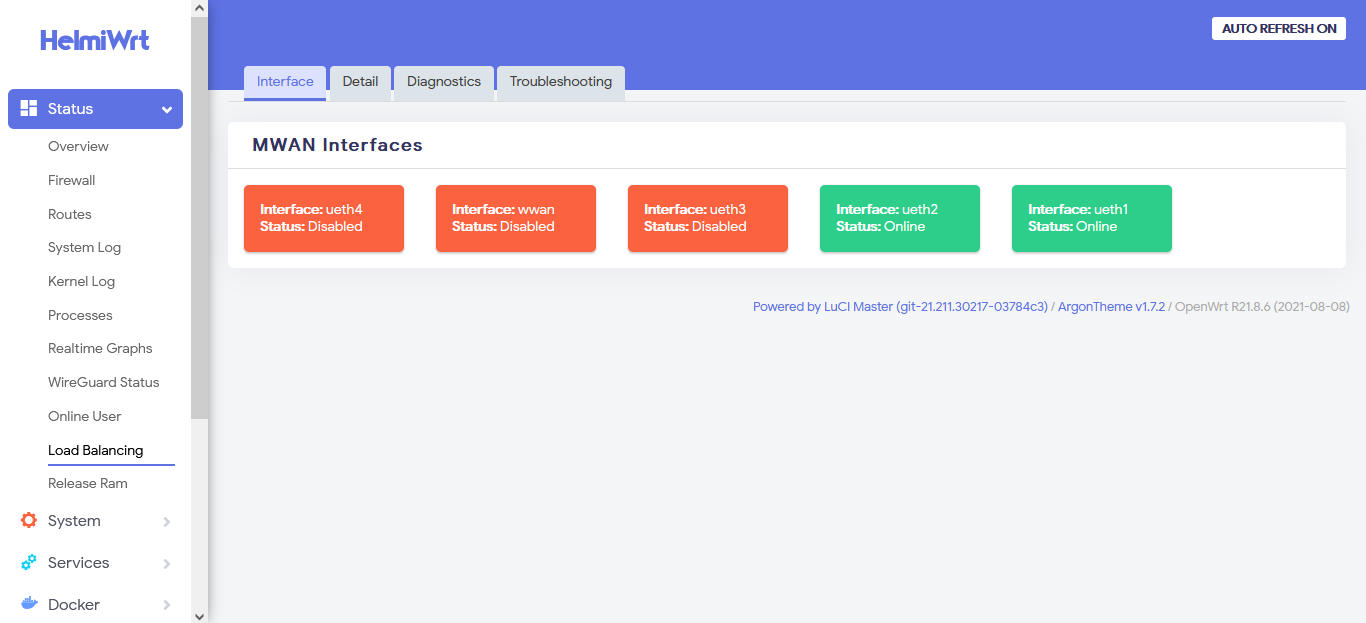 HelmiWrt
AUTO REFRESH ON
Interface
Detail
Diagnostics
Troubleshooting
Status
Overview
Firewall
Routes
System Log
Kernel Log
Processes
Realtime Graphs
WireGuard Status
Online User
Load Balancing
Release Ram
System
Services
Docker
MWAN Interfaces
Interface: ueth4
Status: Disabled
Interface: wwan
Status: Disabled
Interface: ueth3
Status: Disabled
Interface: ueth2
Status: Online
Interface: ueth1
Status: Online
Powered by LuCI Master (git-21.211.30217-03784c3) / ArgonTheme v1.7.2 / OpenWrt R21.8.6 (2021-08-08)